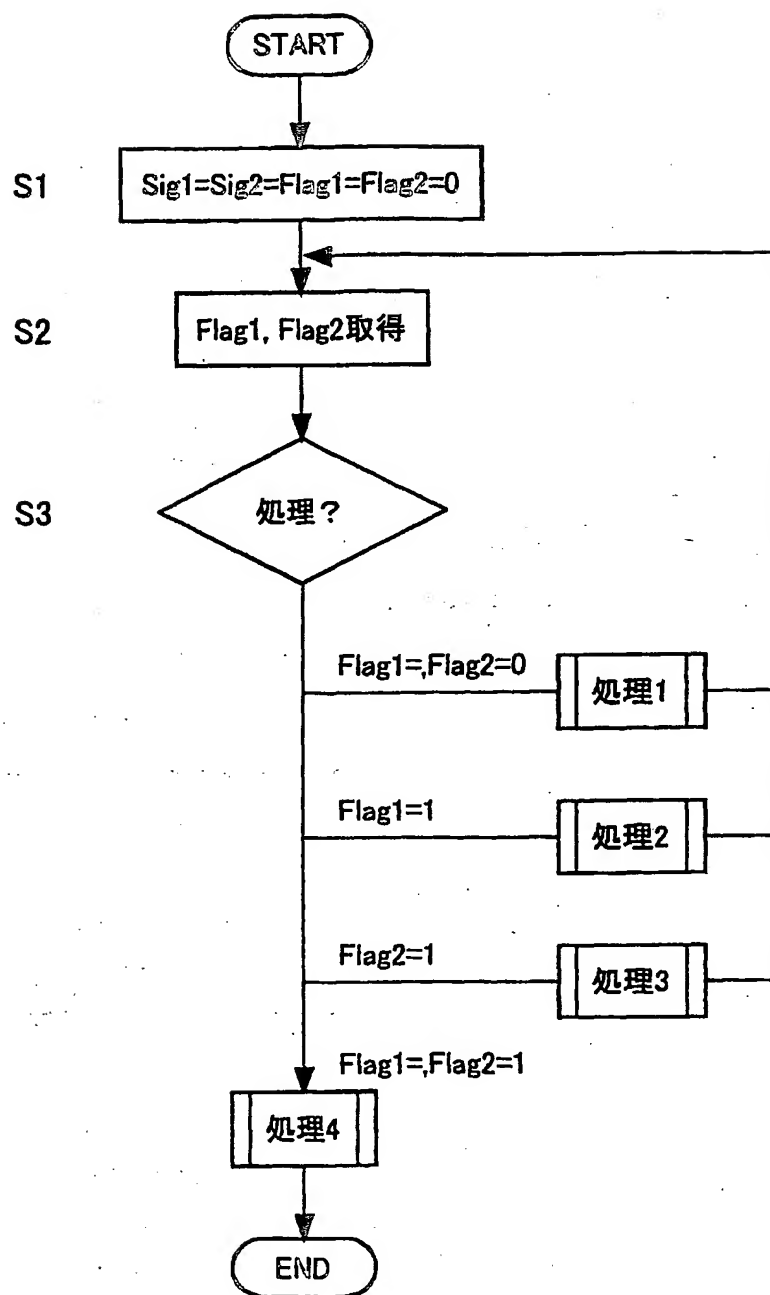 START
S1
Sig1=Sig2=Flag1=Flag2=0
S2
Flag1, Flag2取得
S3
処理?
Flag1=,Flag2=0
処理1
Flag1=1
処理2
Flag2=1
処理3
Flag1=,Flag2=1
処理4
END